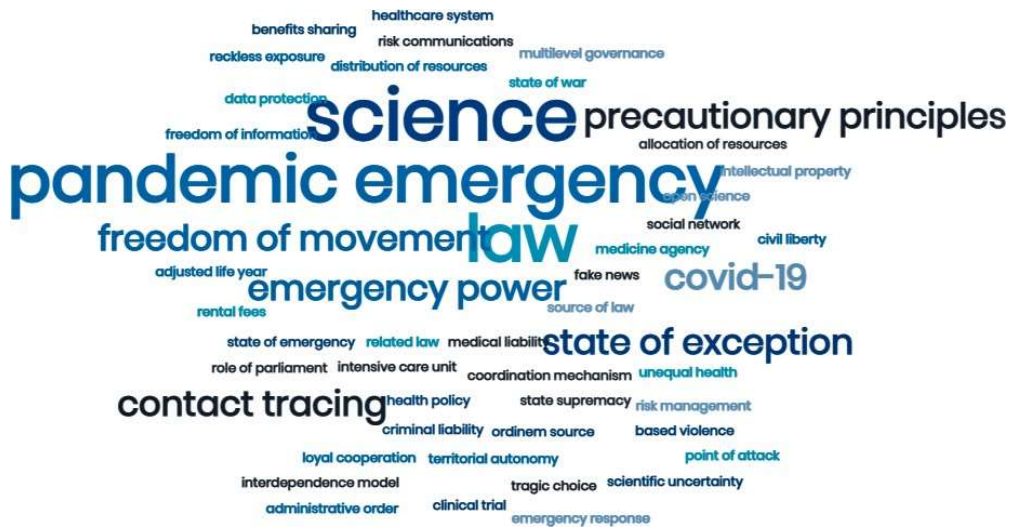 healthcare system
benefits sharing
risk communications
reckless exposure
multilevel governance
distribution of resources
state of war
data protection
science
precautionary principles
freedom of information
allocation of resources
pandemic emergency
intellectual property
open science
social network
freedom of movement
law
medicine agency
civil liberty
adjusted life year
emergency power
fake news
covid-19
rental fees
source of law
state of emergency
related law
medical liability
state of exception
role of parliament
intensive care unit
coordination mechanism
unequal health
contact tracing
health policy
state supremacy
risk management
criminal liability
ordinem source
based violence
loyal cooperation
territorial autonomy
point of attack
interdependence model
tragic choice
scientific uncertainty
administrative order
clinical trial
emergency response